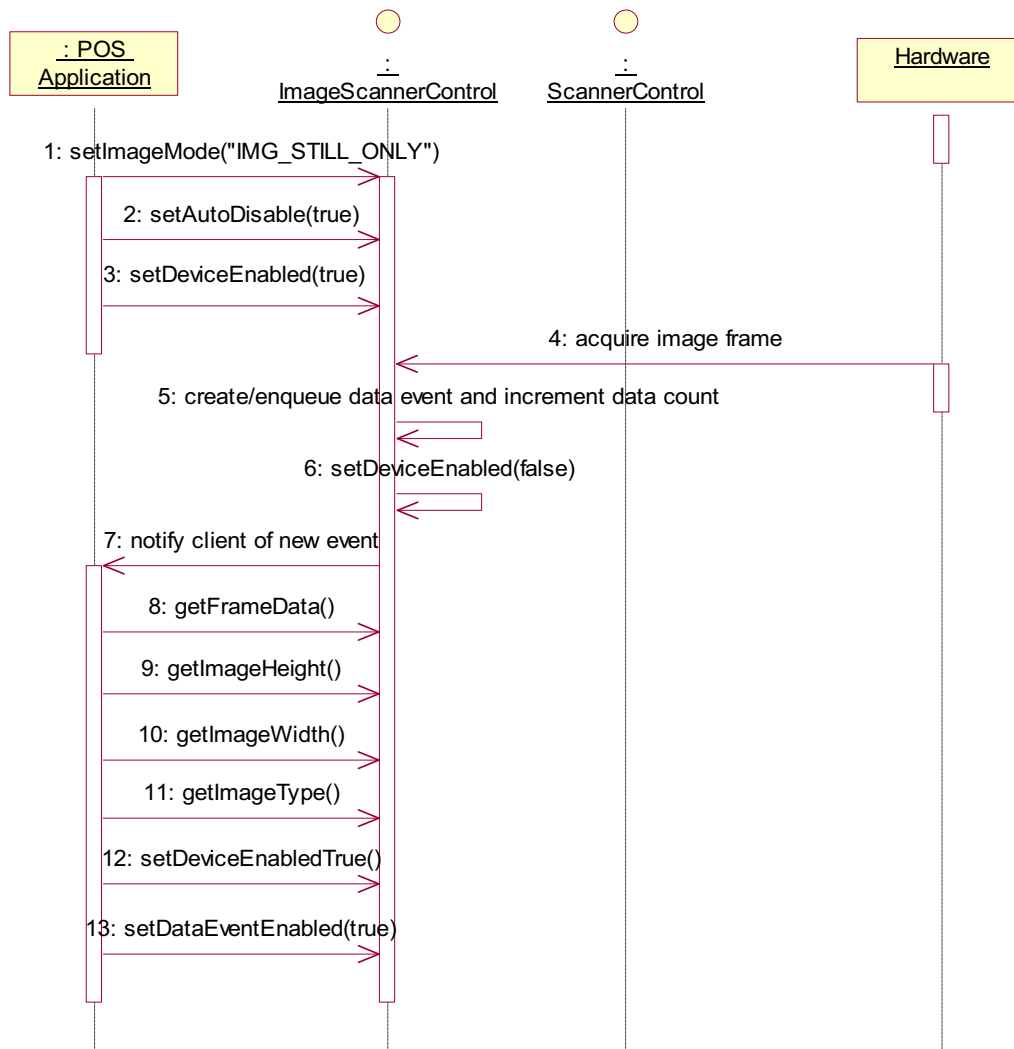 : POS
Application
:
ImageScannerControl
:
ScannerControl
Hardware
1: setImageMode("IMG_STILL_ONLY")
2: setAutoDisable(true)
3: setDeviceEnabled(true)
4: acquire image frame
5: create/enqueue data event and increment data count
6: setDeviceEnabled(false)
7: notify client of new event
8: getFrameData()
9: getImageHeight()
10: getImageWidth()
11: getImageType()
12: setDeviceEnabledTrue()
13: setDataEventEnabled(true)